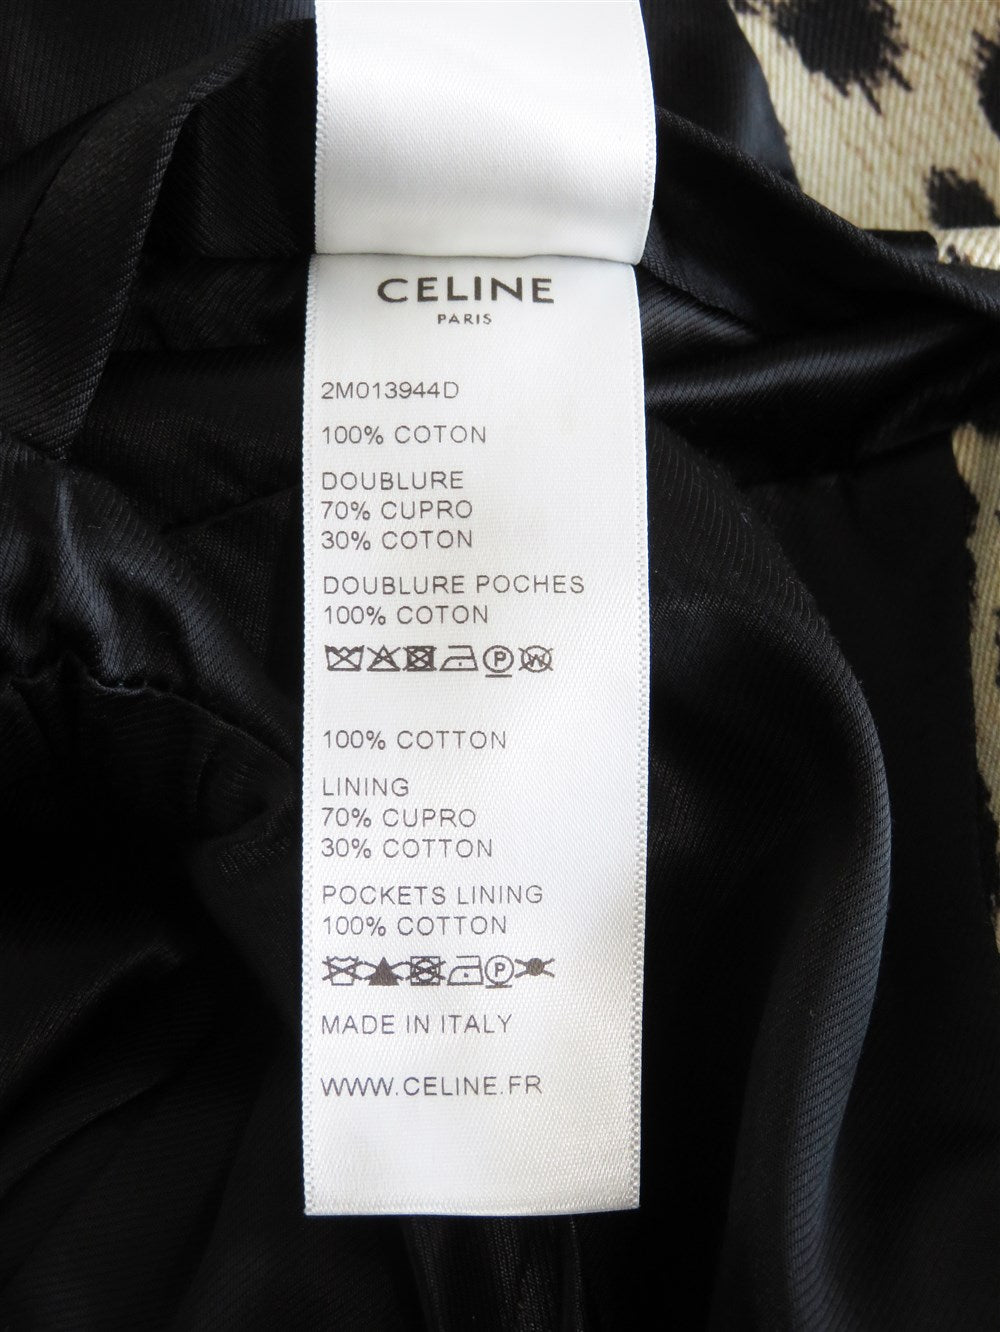 CELINE
PARIS
2M013944D
100% COTON
DOUBLURE
70% CUPRO
30% COTON
DOUBLURE POCHES
100% COTON
P W
100% COTTON
LINING
70% CUPRO
30% COTTON
POCKETS LINING
100% COTTON
P
MADE IN ITALY
WWW.CELINE.FR